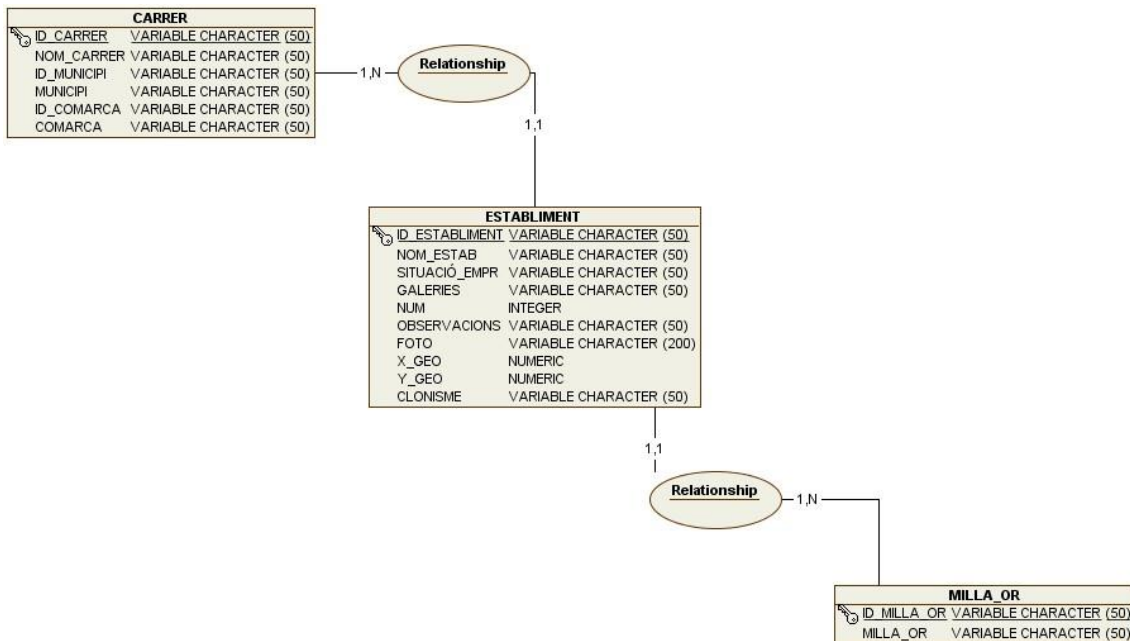 CARRER
ID_CARRER VARIABLE CHARACTER (50)
NOM_CARRER VARIABLE CHARACTER (50)
ID_MUNICIPI VARIABLE CHARACTER (50)
MUNICIPI VARIABLE CHARACTER (50)
ID_COMARCA VARIABLE CHARACTER (50)
COMARCA VARIABLE CHARACTER (50)
1,N
Relationship
1,1
ESTABLIMENT
ID_ESTABLIMENT VARIABLE CHARACTER (50)
NOM_ESTAB VARIABLE CHARACTER (50)
SITUACIÓ_EMPR VARIABLE CHARACTER (50)
GALERIES VARIABLE CHARACTER (50)
NUM INTEGER
OBSERVACIONS VARIABLE CHARACTER (50)
FOTO VARIABLE CHARACTER (200)
X_GEO NUMERIC
Y_GEO NUMERIC
CLONISME VARIABLE CHARACTER (50)
1,1
Relationship
1,N
MILLA_OR
ID_MILLA_OR VARIABLE CHARACTER (50)
MILLA_OR VARIABLE CHARACTER (50)